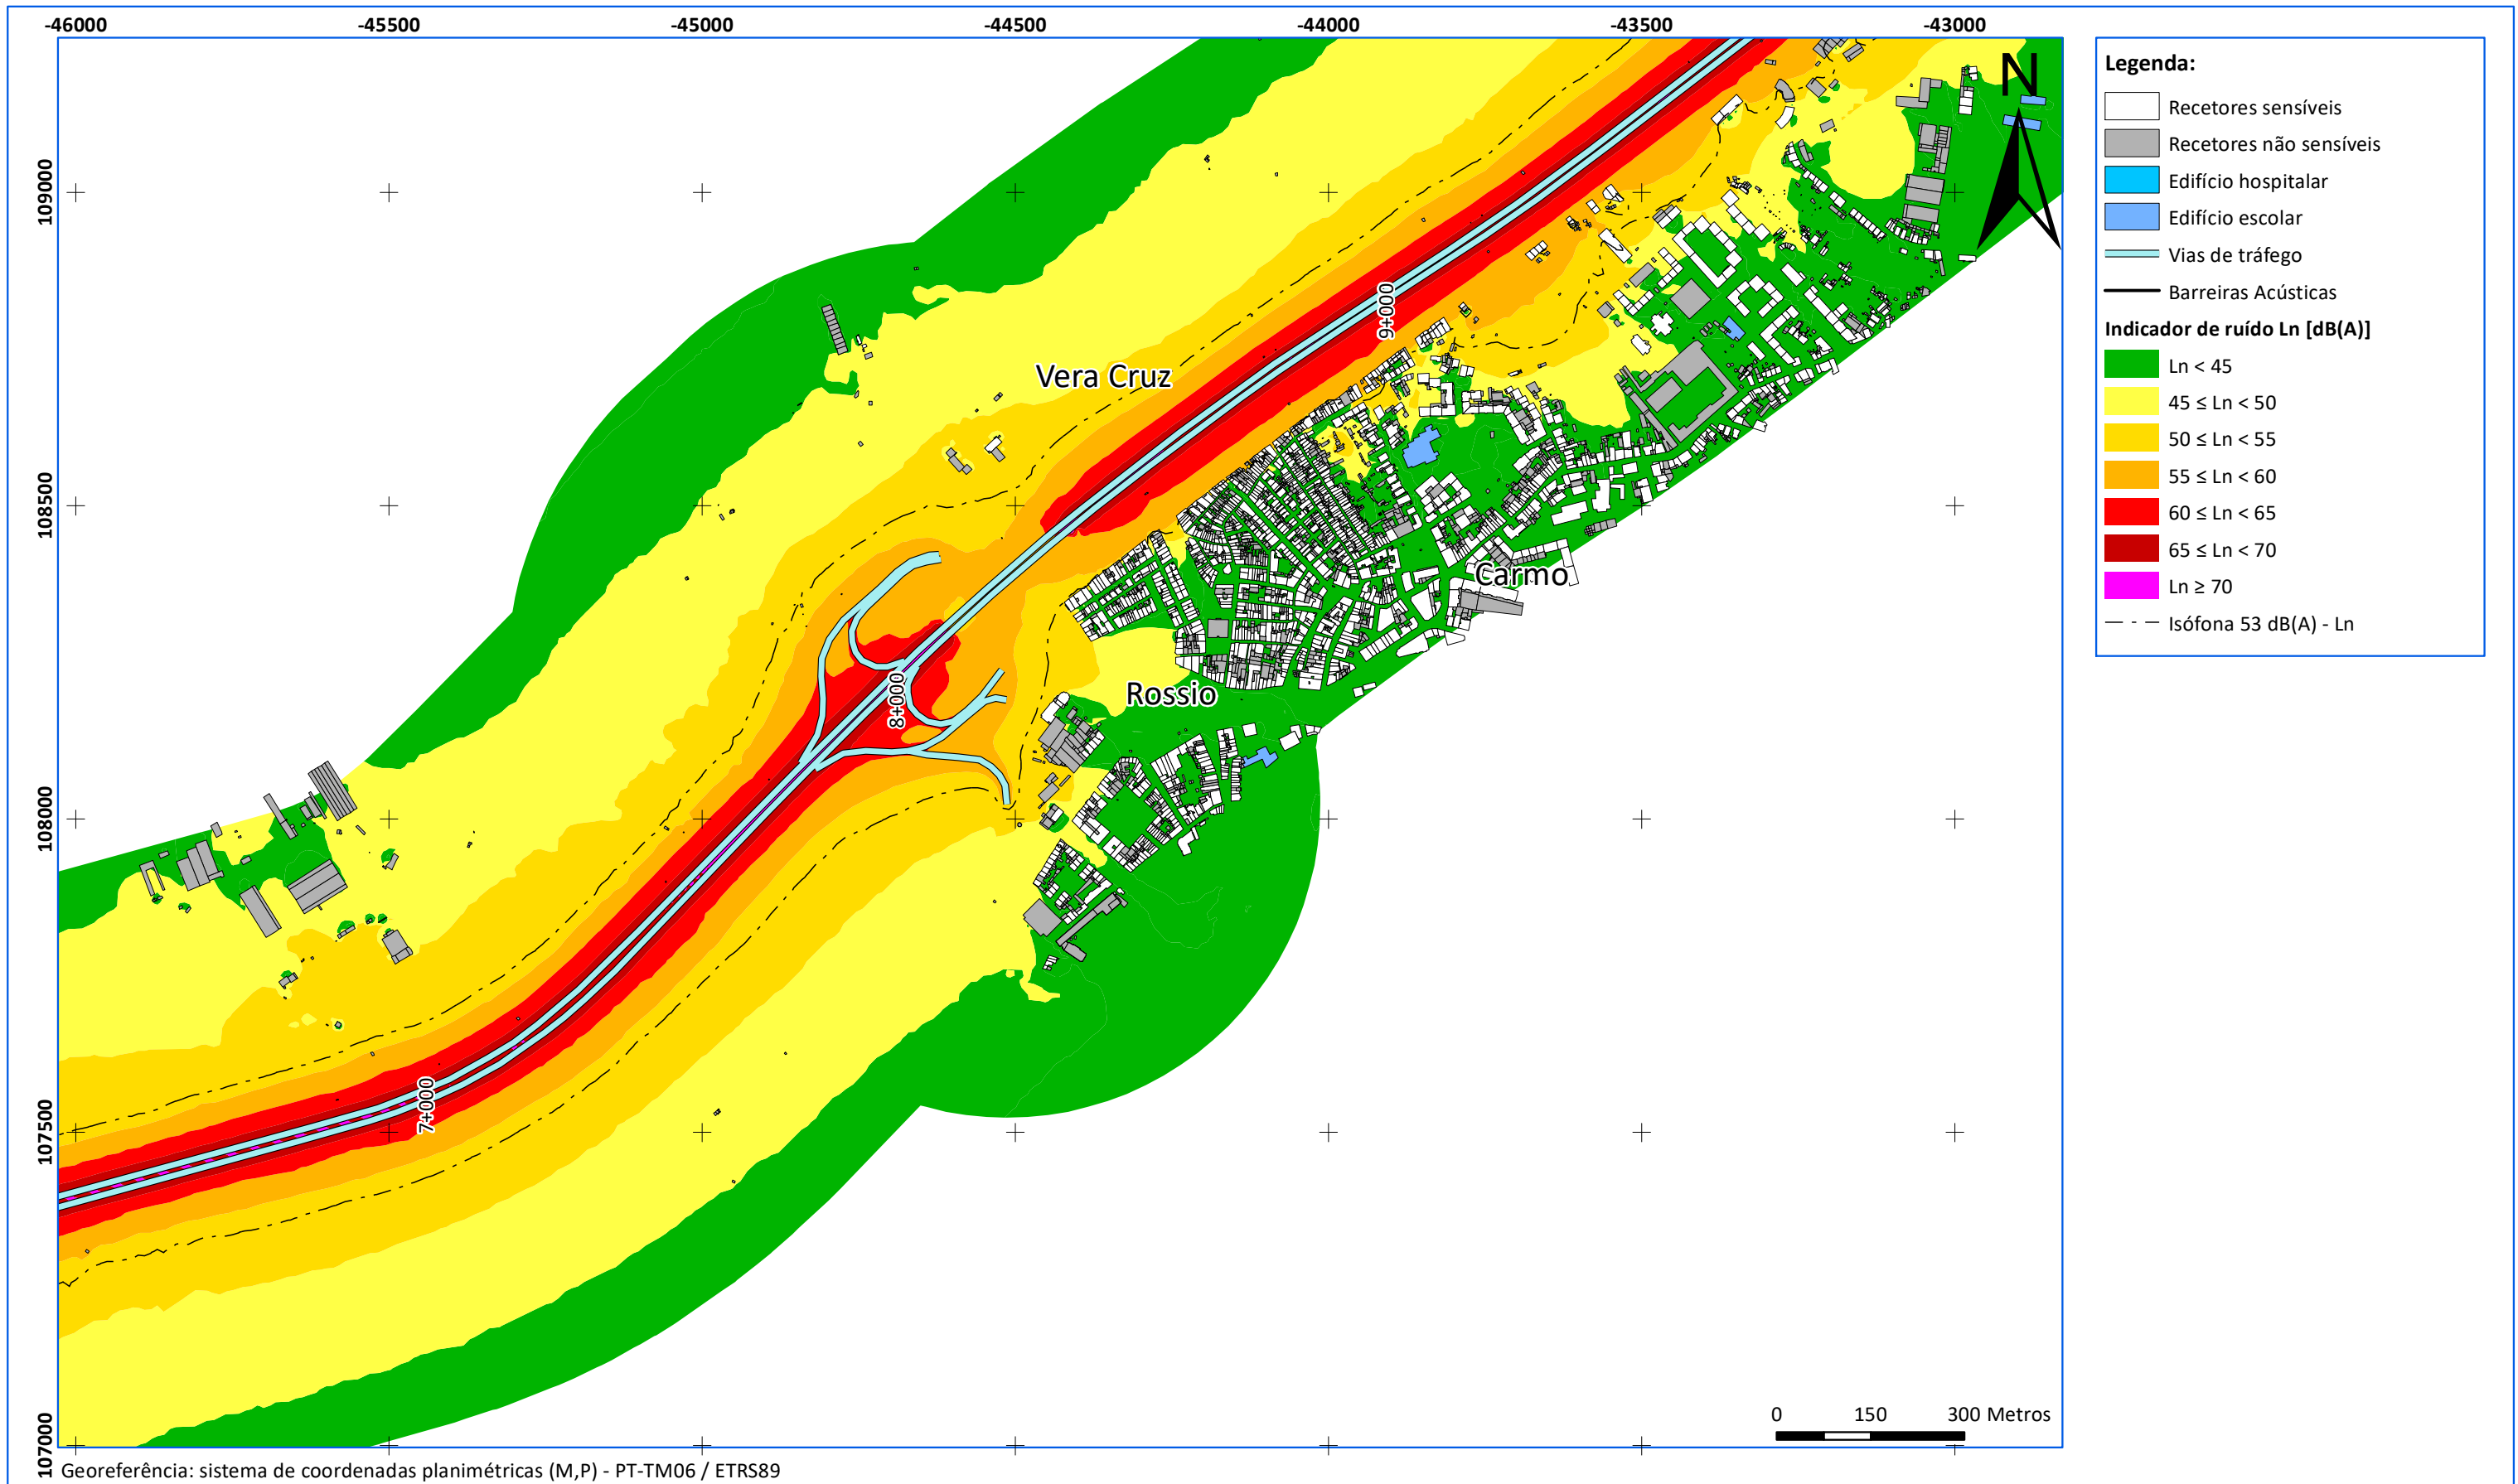 -46000 -45500 -45000 -44500 -44000 -43500 -43000
Legenda:
N
Recetores sensíveis
Recetores não sensíveis
Edifício hospitalar
Edifício escolar
Vias de tráfego
Barreiras Acústicas
Indicador de ruído Ln [dB(A)]
Ln < 45
45 ≤ Ln < 50
50 ≤ Ln < 55
55 ≤ Ln < 60
60 ≤ Ln < 65
65 ≤ Ln < 70
Ln ≥ 70
Isófona 53 dB(A) - Ln
109000
108500
108000
107500
107000
9+000
Vera Cruz
Carmo
8+000
Rossio
7+000
0 150 300 Metros
Georeferência: sistema de coordenadas planimétricas (M,P) - PT-TM06 / ETRS89